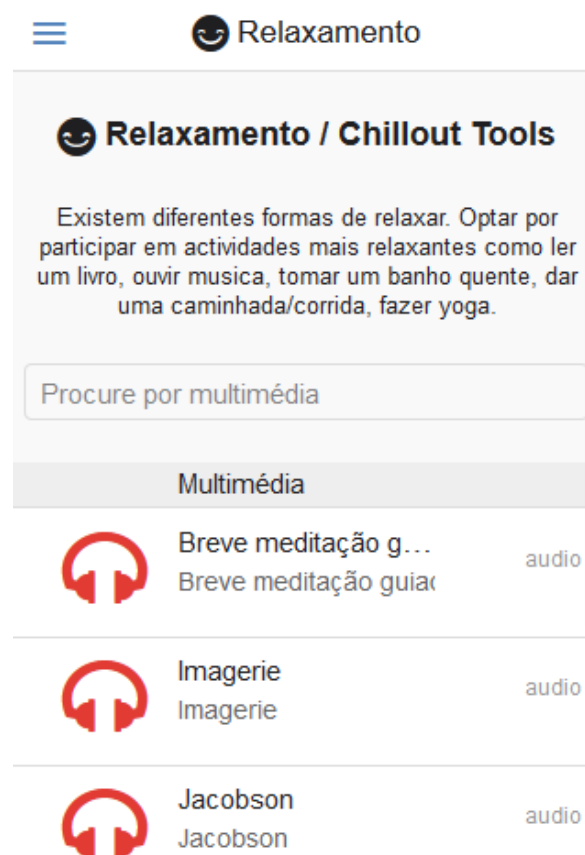 Relaxamento
Relaxamento / Chillout Tools
Existem diferentes formas de relaxar. Optar por
participar em actividades mais relaxantes como ler
um livro, ouvir musica, tomar um banho quente, dar
uma caminhada/corrida, fazer yoga.
Procure por multimédia
Multimédia
Breve meditação g...
audio
Breve meditação guia
Imagerie
audio
Imagerie
Jacobson
audio
Jacobson